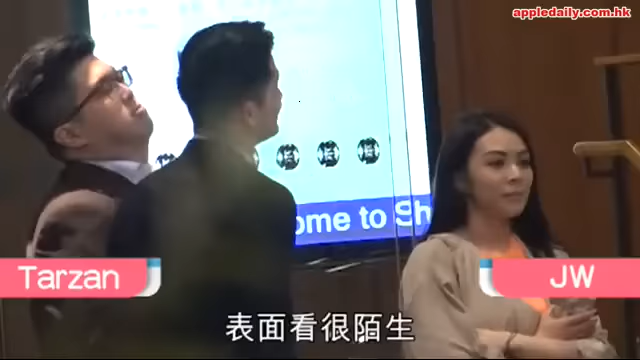 appledaily.com.hk
ome to Sh
Tarzan
JW
表面看很陌生